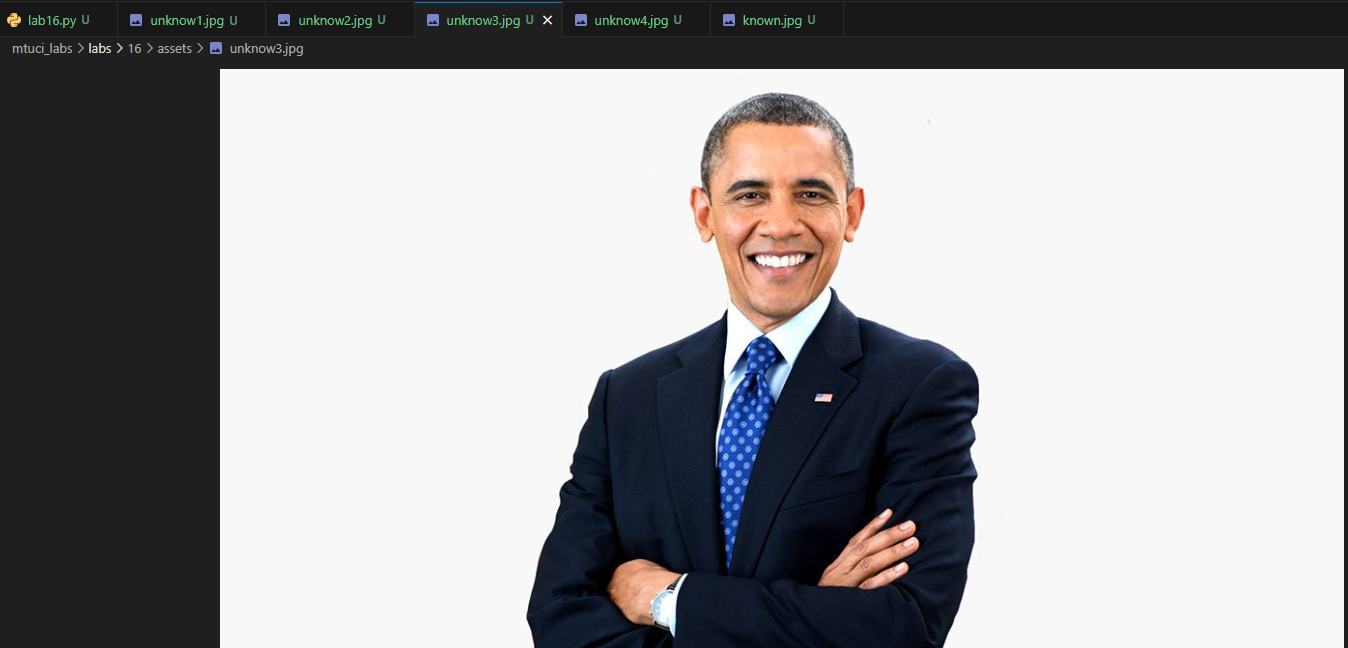 lab16.py U unknow1.jpg U unknow2.jpg U unknow3.jpg U unknow4.jpg U known.jpg U
mtuci_labs > labs > 16 > assets > unknow3.jpg